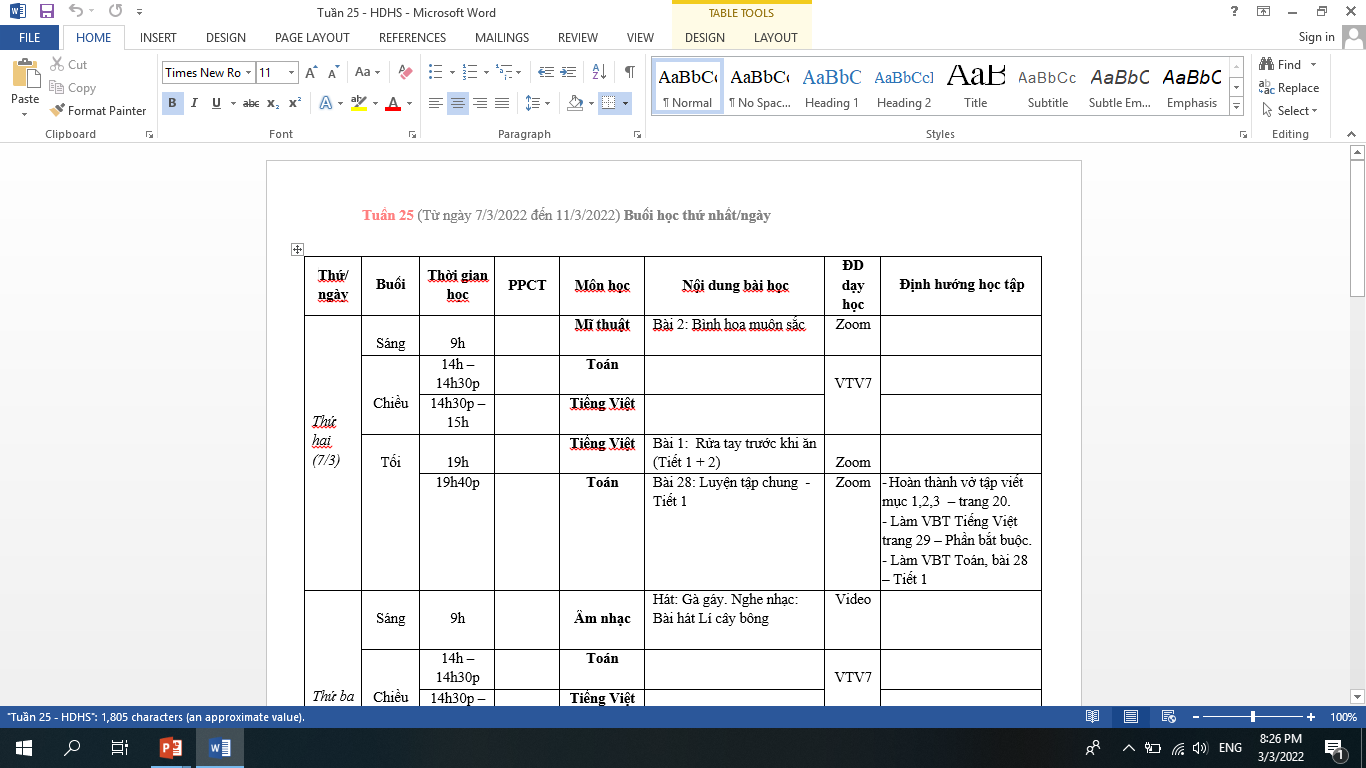 Tuần 25 - HDHS - Microsoft Word
TABLE TOOLS
FILE HOME INSERT DESIGN PAGE LAYOUT REFERENCES MAILINGS REVIEW VIEW DESIGN LAYOUT Sign in
Paste
Cut
Copy
Format Painter
Clipboard
Times New Ro 11
Font
Paragraph
AaBbCc AaBbCc AaBbC AaBbCcI AaB AaBbCc AaBbC AaBbC
¶ Normal ¶ No Spac... Heading 1 Heading 2 Title Subtitle Subtle Em... Emphasis
Styles
Find
Replace
Select
Editing
Tuần 25 (Từ ngày 7/3/2022 đến 11/3/2022) Buổi học thứ nhất/ngày
Thứ/
ngày
Buổi
Thời gian
học
PPCT
Môn học
Nội dung bài học
ĐD
dạy
học
Định hướng học tập
Thứ
hai
(7/3)
Sáng
9h
Mĩ thuật
Bài 2: Bình hoa muôn sắc
Zoom
Chiều
14h –
14h30p
Toán
VTV7
14h30p –
15h
Tiếng Việt
Tối
19h
Tiếng Việt
Bài 1: Rửa tay trước khi ăn
(Tiết 1 + 2)
Zoom
19h40p
Toán
Bài 28: Luyện tập chung -
Tiết 1
Zoom
- Hoàn thành vở tập viết
mục 1,2,3 – trang 20.
- Làm VBT Tiếng Việt
trang 29 – Phần bắt buộc.
- Làm VBT Toán, bài 28
– Tiết 1
Thứ ba
Sáng
9h
Âm nhạc
Hát: Gà gáy. Nghe nhạc:
Bài hát Lí cây bông
Video
Chiều
14h –
14h30p
Toán
VTV7
14h30p –
Tiếng Việt
"Tuần 25 - HDHS": 1,805 characters (an approximate value).
100%
ENG
8:26 PM
3/3/2022
1